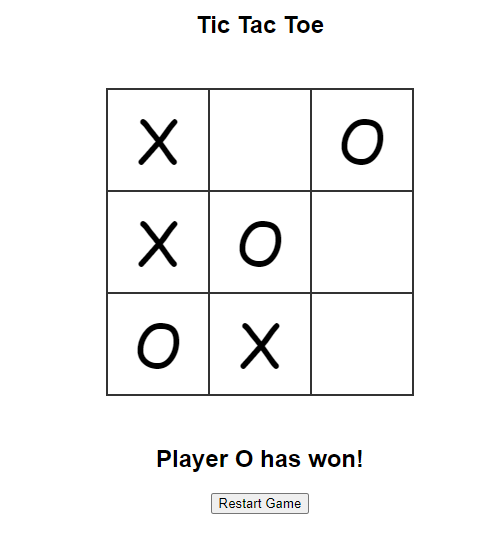 Tic Tac Toe
X O
X O
O X
Player O has won!
Restart Game